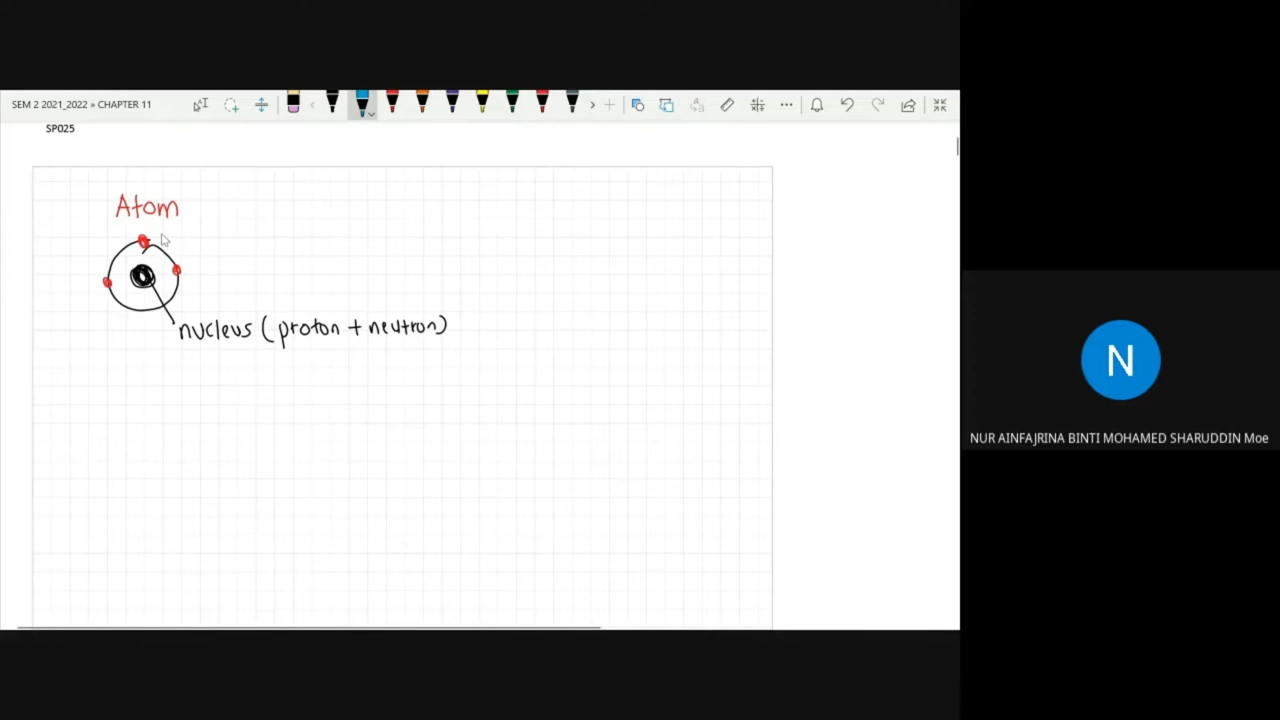 SEM 2 2021_2022 » CHAPTER 11
SP025
Atom
nucleus (proton + neutron)
N
NUR AINFAJRINA BINTI MOHAMED SHARUDDIN Moe